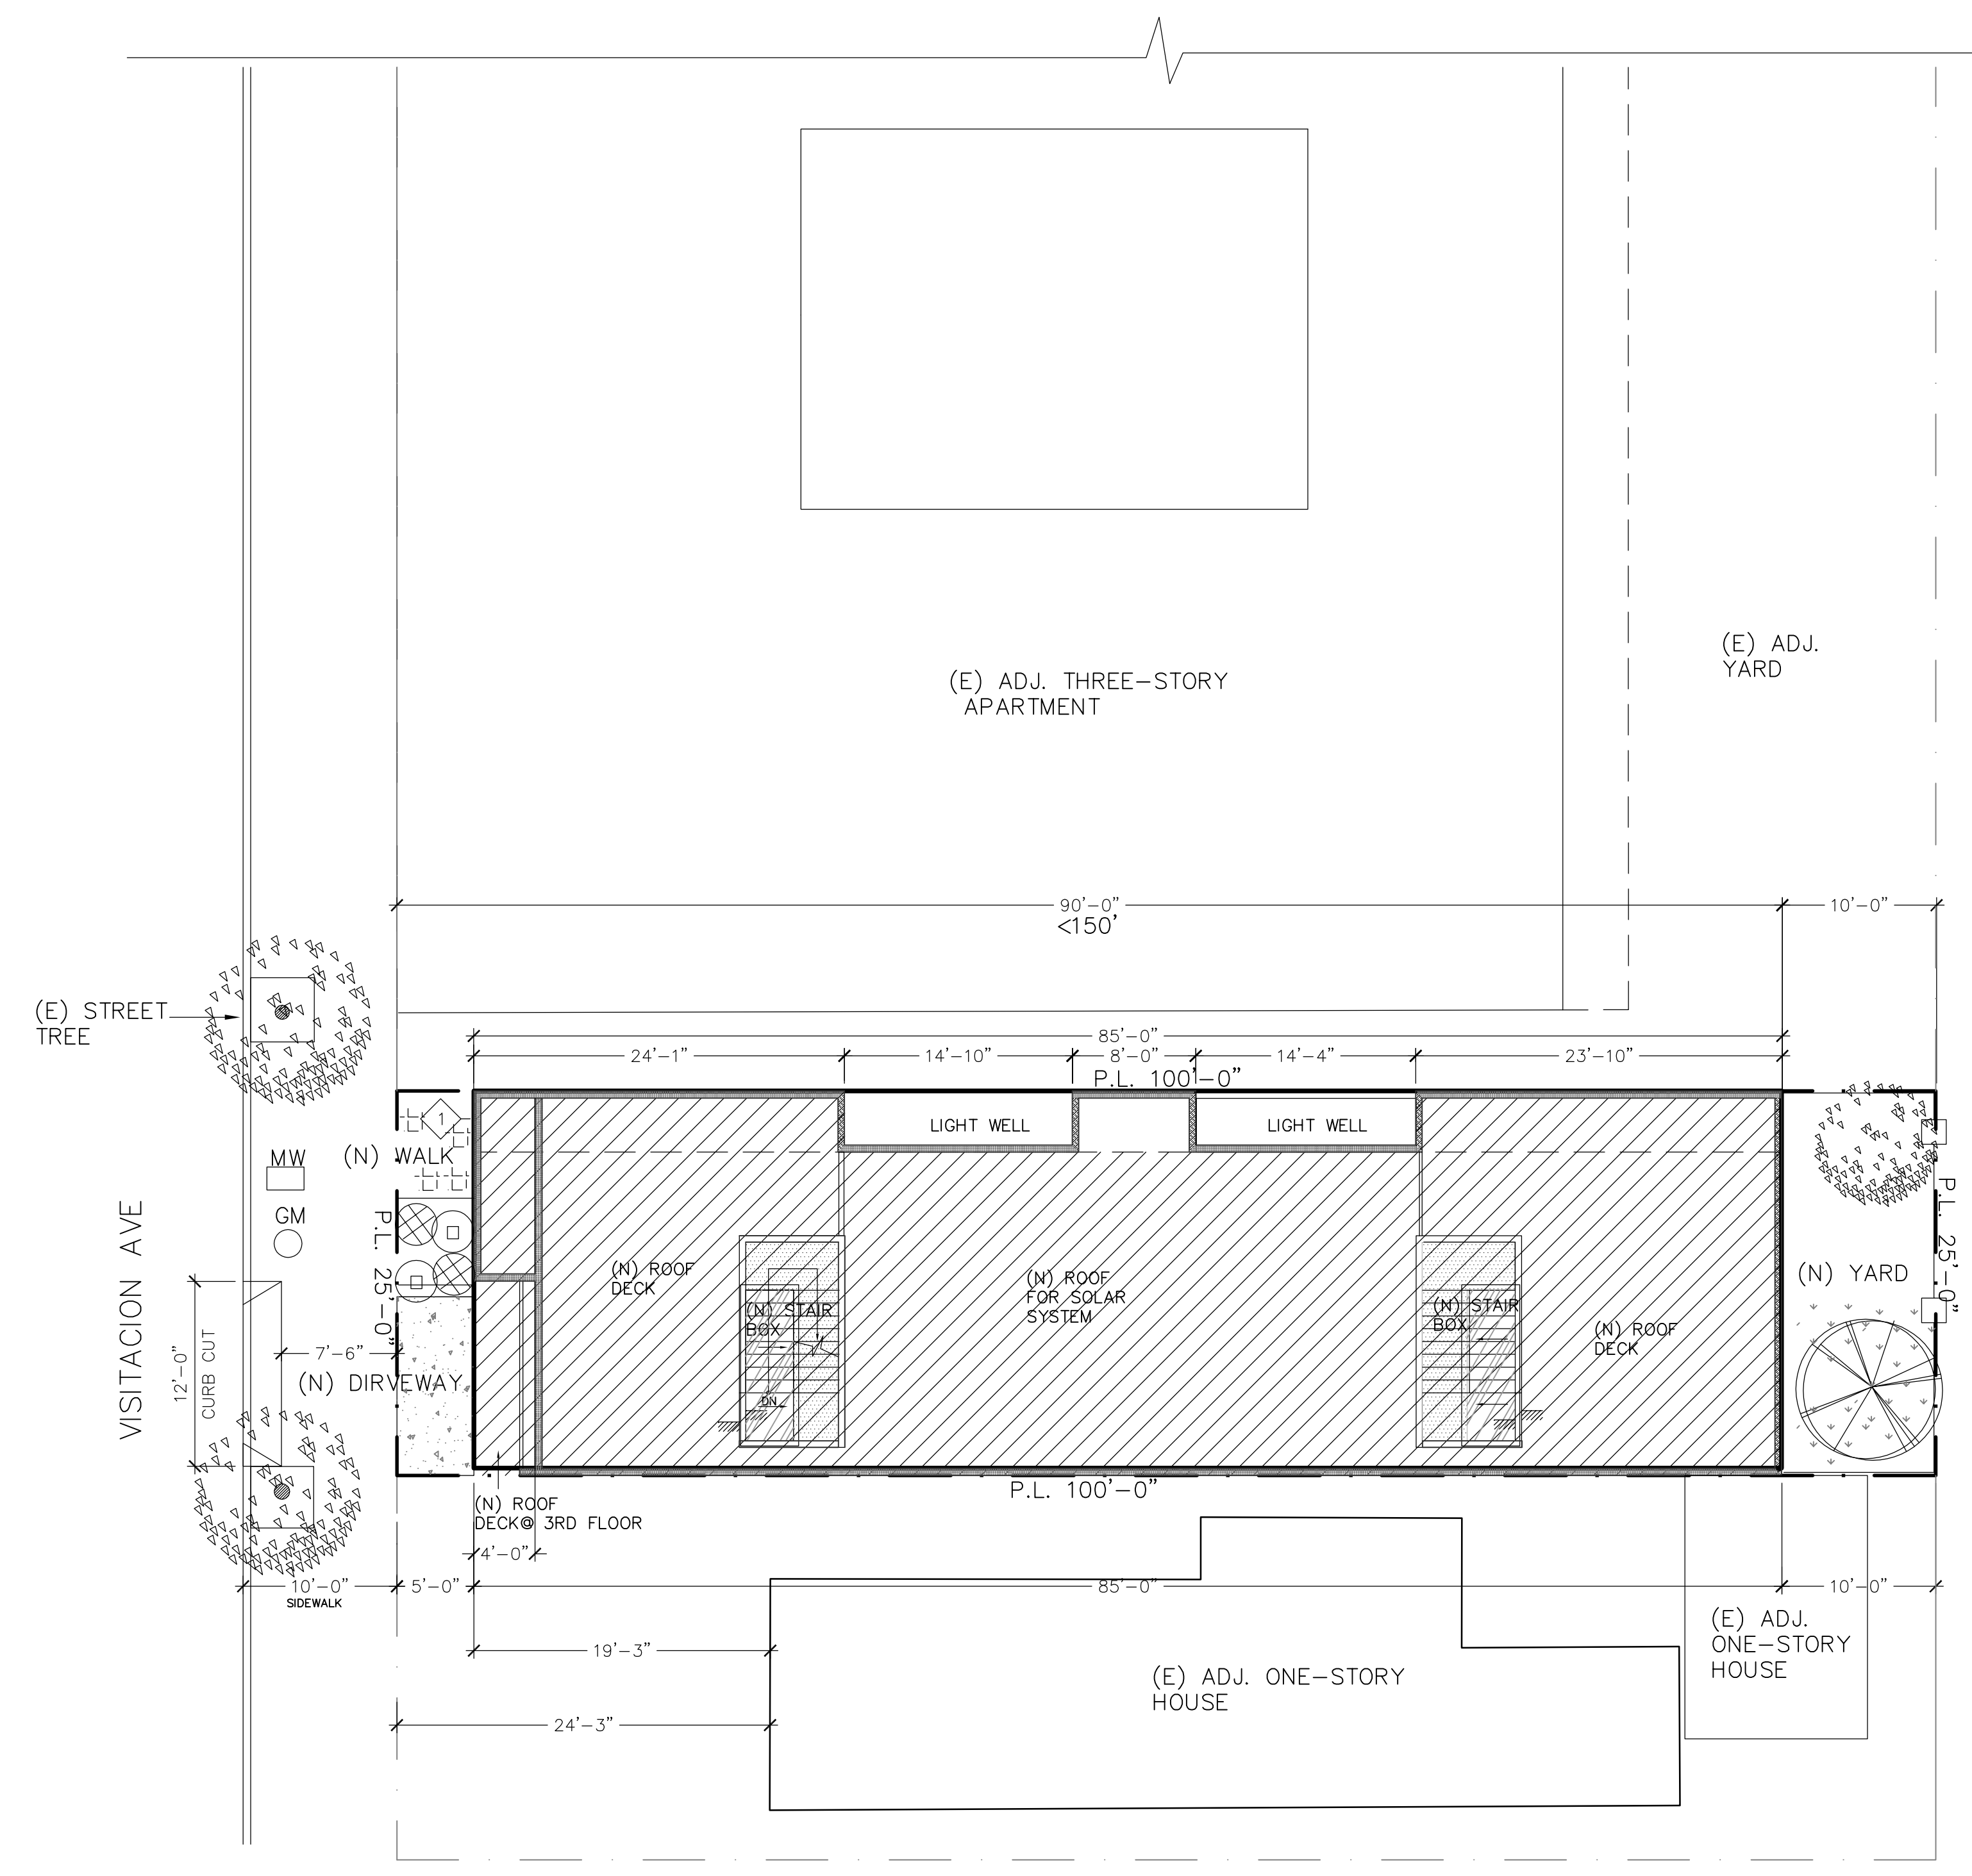 (E) ADJ.
YARD
(E) ADJ. THREE-STORY
APARTMENT
90'-0"
10'-0"
<150'
(E) STREET
TREE
85'-0"
24'-1"
14'-10"
8'-0"
14'-4"
23'-10"
P.L. 100'-0"
1
LIGHT WELL
LIGHT WELL
MW
(N) WALK
GM
P.L. 25'-0"
P.L. 25'-0"
VISITACION AVE
12'-0"
CURB CUT
7'-6"
(N) DIRVEWAY
(N) ROOF
DECK
(N) STAIR
BOX
DN
(N) ROOF
FOR SOLAR
SYSTEM
(N) STAIR
BOX
(N) ROOF
DECK
(N) YARD
P.L. 100'-0"
(N) ROOF
DECK@ 3RD FLOOR
4'-0"
10'-0"
SIDEWALK
5'-0"
85'-0"
10'-0"
(E) ADJ.
ONE-STORY
HOUSE
19'-3"
(E) ADJ. ONE-STORY
HOUSE
24'-3"